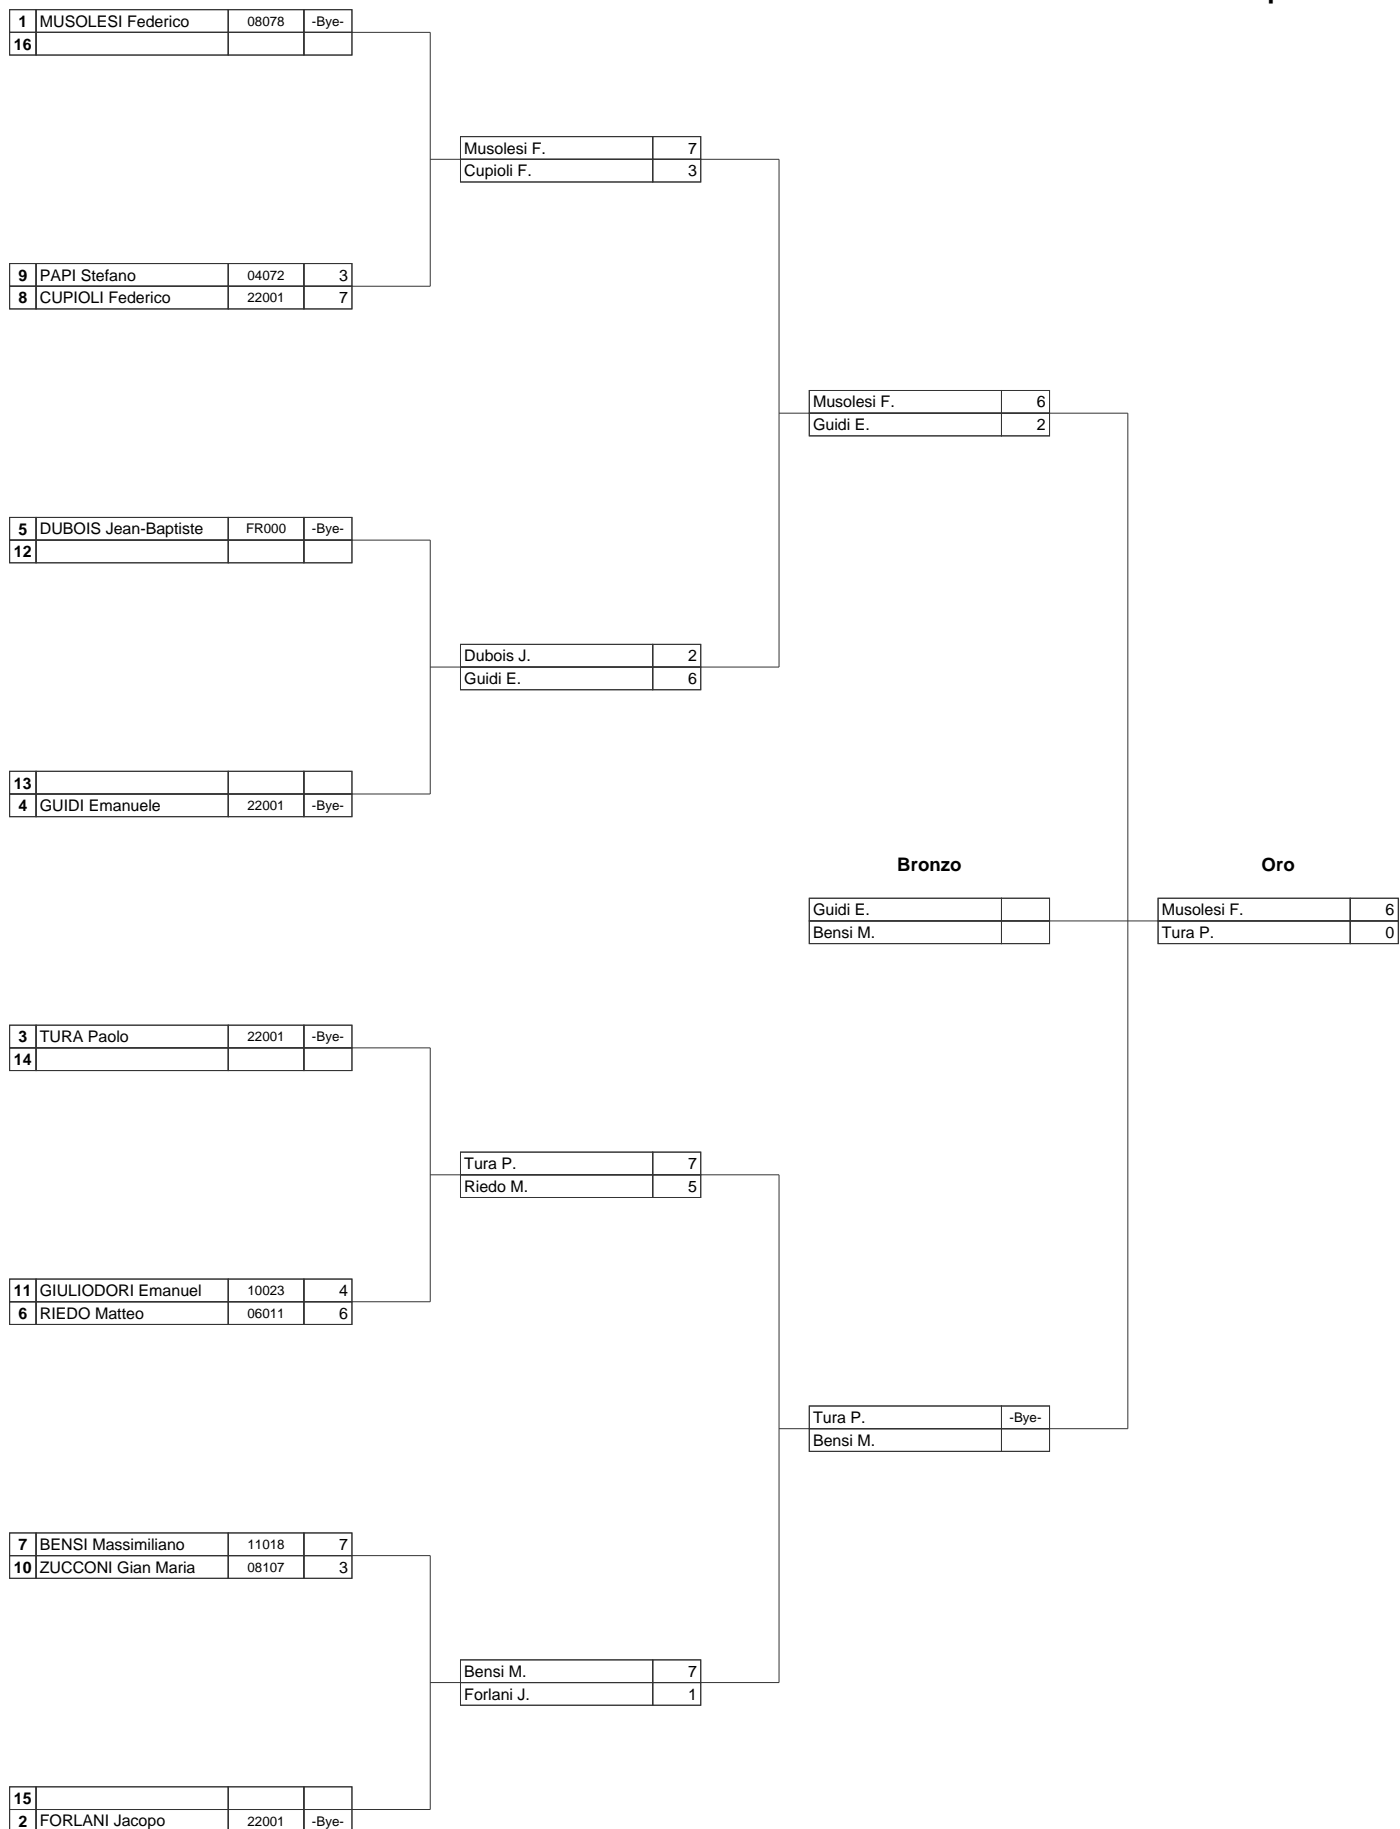 1 MUSOLESI Federico 08078 -Bye-
16
Musolesi F. 7
Cupioli F. 3
9 PAPI Stefano 04072 3
8 CUPIOLI Federico 22001 7
Musolesi F. 6
Guidi E. 2
5 DUBOIS Jean-Baptiste FR000 -Bye-
12
Dubois J. 2
Guidi E. 6
13
4 GUIDI Emanuele 22001 -Bye-
Bronzo Oro
Guidi E. Musolesi F. 6
Bensi M. Tura P. 0
3 TURA Paolo 22001 -Bye-
14
Tura P. 7
Riedo M. 5
11 GIULIODORI Emanuel 10023 4
6 RIEDO Matteo 06011 6
Tura P. -Bye-
Bensi M.
7 BENSI Massimiliano 11018 7
10 ZUCCONI Gian Maria 08107 3
Bensi M. 7
Forlani J. 1
15
2 FORLANI Jacopo 22001 -Bye-